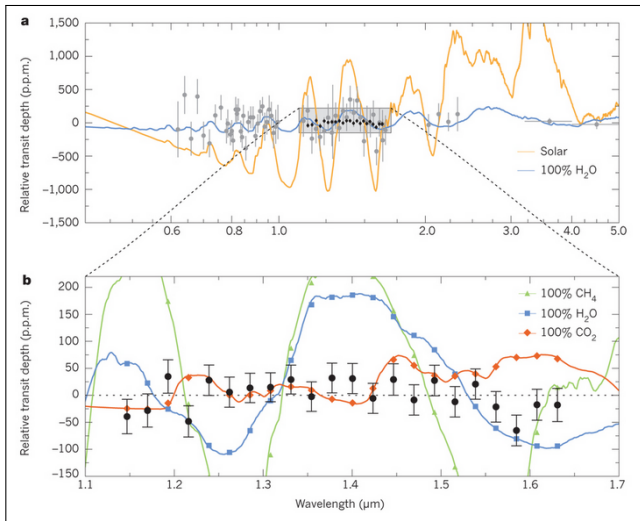 a
1,500
1,000
500
0
–500
–1,000
–1,500
Relative transit depth (p.p.m.)
Solar
100% H₂O
0.6 0.8 1.0 2.0 3.0 4.0 5.0
b
200
150
100
50
0
–50
–100
–150
Relative transit depth (p.p.m.)
100% CH₄
100% H₂O
100% CO₂
1.1 1.2 1.3 1.4 1.5 1.6 1.7
Wavelength (μm)